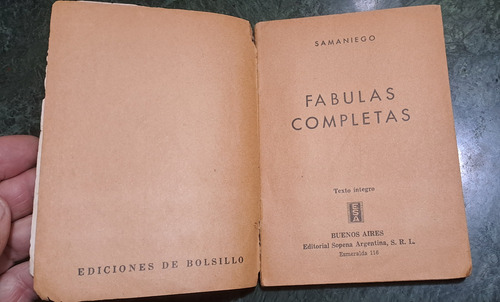 EDICIONES DE BOLSILLO
SAMANIEGO
FABULAS
COMPLETAS
Texto íntegro
ESA
BUENOS AIRES
Editorial Sopena Argentina, S. R. L.
Esmeralda 116